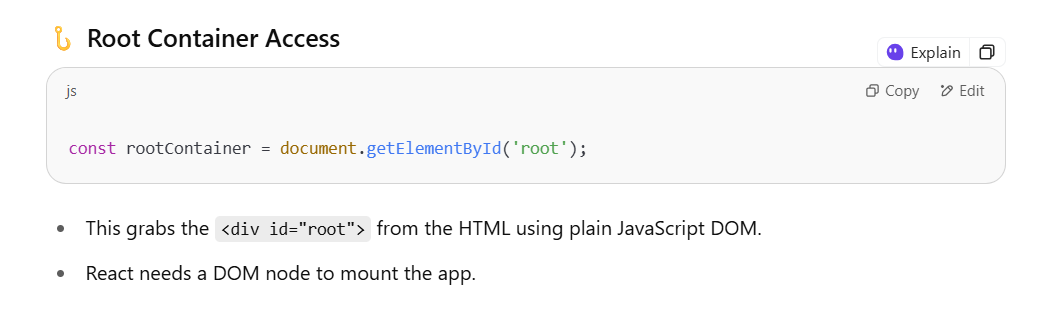 Root Container Access
Explain
js
Copy
Edit
const rootContainer = document.getElementById('root');
This grabs the <div id="root"> from the HTML using plain JavaScript DOM.
React needs a DOM node to mount the app.